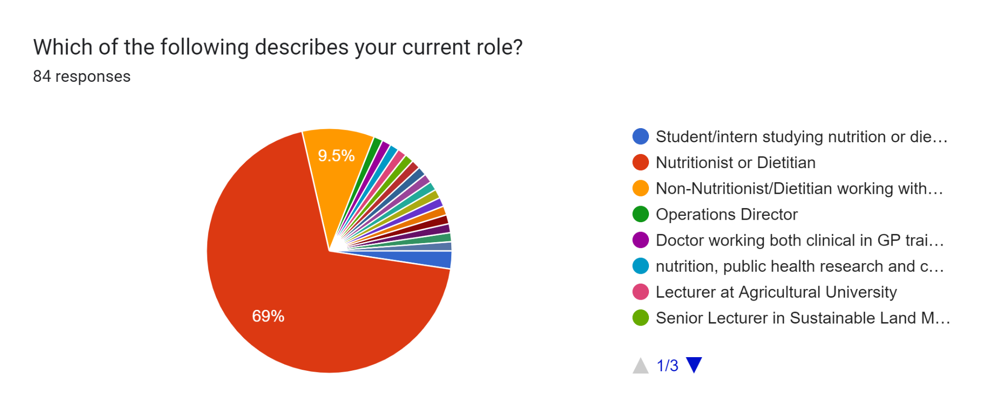 Which of the following describes your current role?
84 responses
9.5%
69%
Student/intern studying nutrition or die…
Nutritionist or Dietitian
Non-Nutritionist/Dietitian working with…
Operations Director
Doctor working both clinical in GP trai…
nutrition, public health research and c…
Lecturer at Agricultural University
Senior Lecturer in Sustainable Land M…
1/3